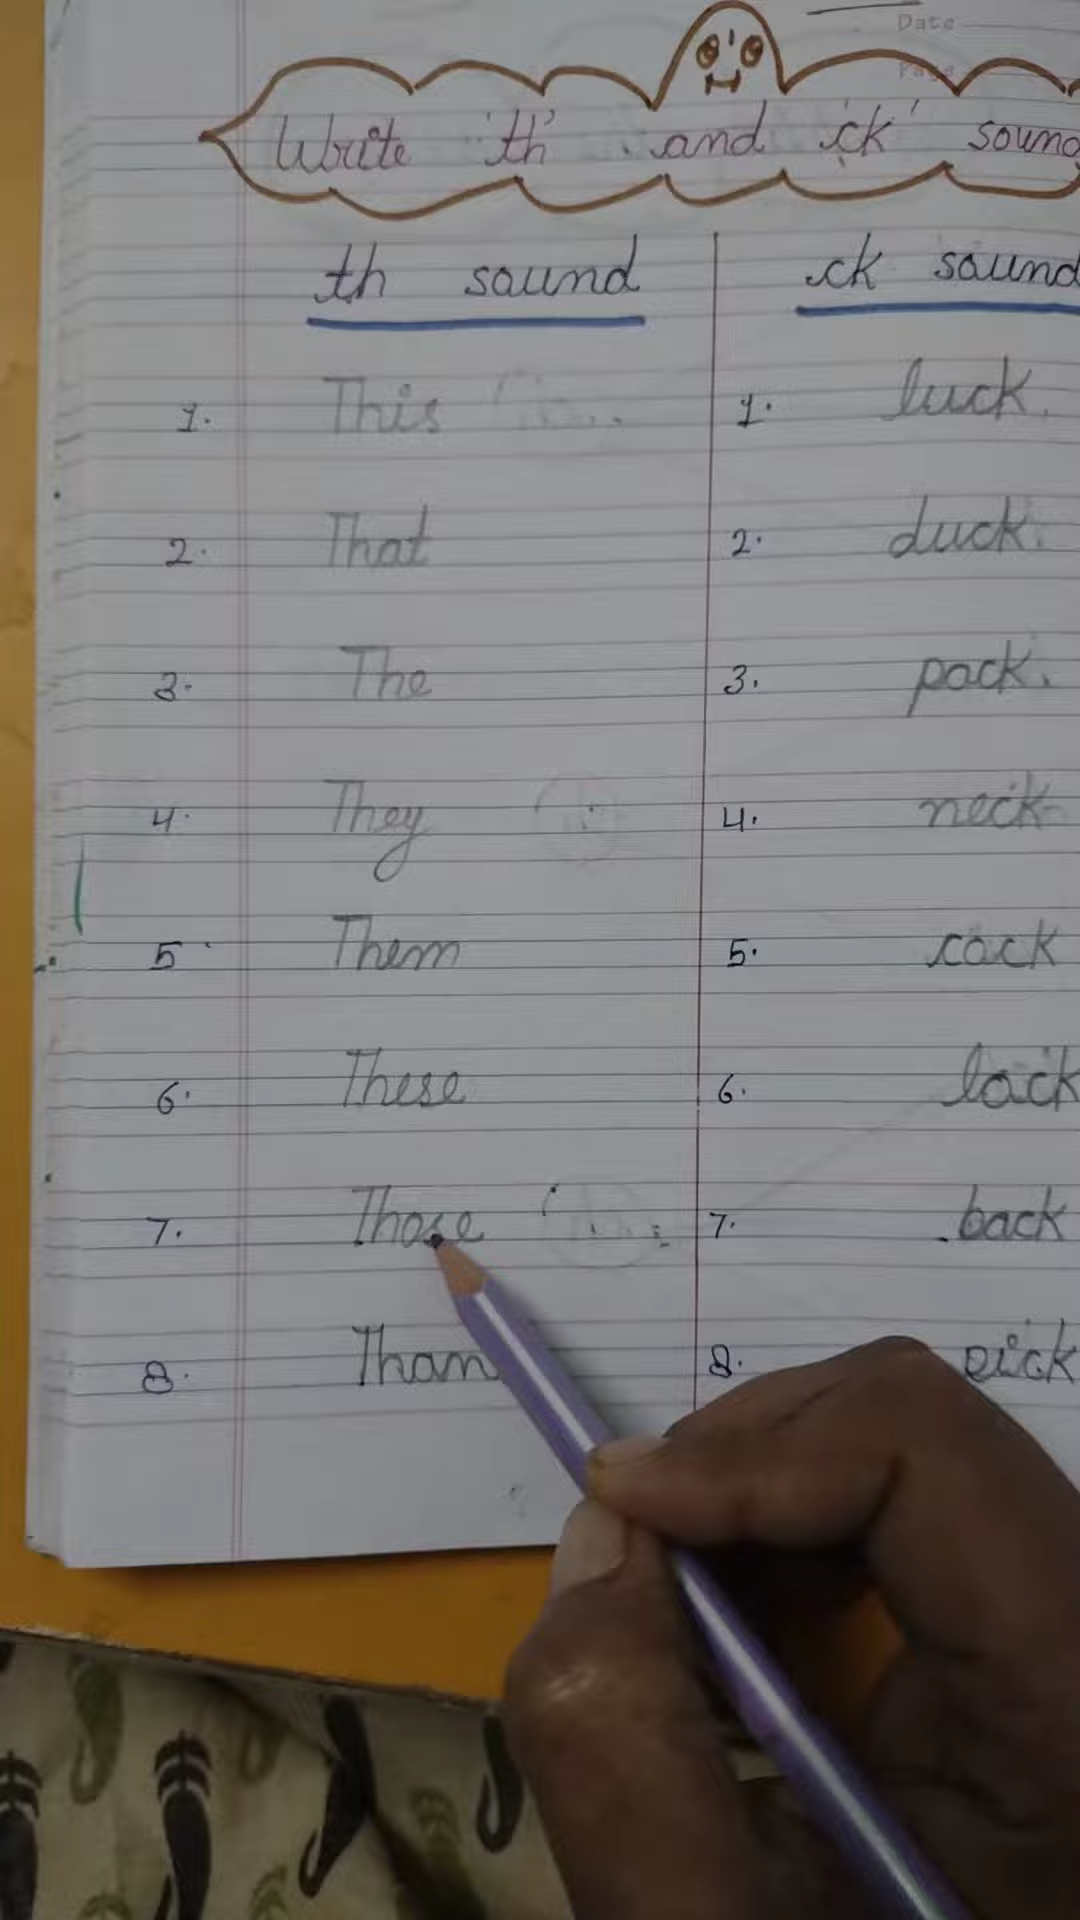 Date
Page
Write 'th' and 'ck' sound
th sound
ck sound
1. This
1. luck.
2. That
2. duck.
3. The
3. pack.
4. They
4. neck
5. Them
5. cock
6. These
6. lack
7. Those
7. back
8. Than
8.